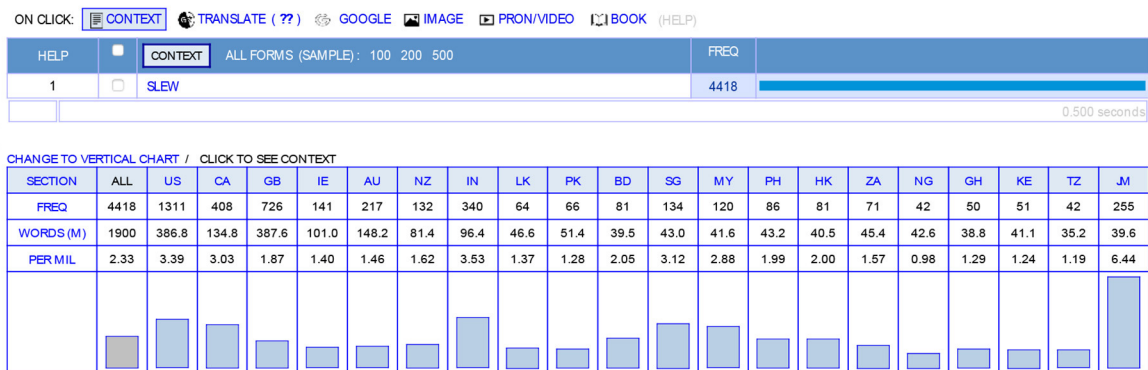 ON CLICK: CONTEXT TRANSLATE ( ?? ) GOOGLE IMAGE PRON/VIDEO BOOK (HELP)
HELP CONTEXT ALL FORMS (SAMPLE) : 100 200 500 FREQ
1 SLEW 4418
0.500 seconds
CHANGE TO VERTICAL CHART / CLICK TO SEE CONTEXT
SECTION ALL US CA GB IE AU NZ IN LK PK BD SG MY PH HK ZA NG GH KE TZ JM
FREQ 4418 1311 408 726 141 217 132 340 64 66 81 134 120 86 81 71 42 50 51 42 255
WORDS (M) 1900 386.8 134.8 387.6 101.0 148.2 81.4 96.4 46.6 51.4 39.5 43.0 41.6 43.2 40.5 45.4 42.6 38.8 41.1 35.2 39.6
PER MIL 2.33 3.39 3.03 1.87 1.40 1.46 1.62 3.53 1.37 1.28 2.05 3.12 2.88 1.99 2.00 1.57 0.98 1.29 1.24 1.19 6.44